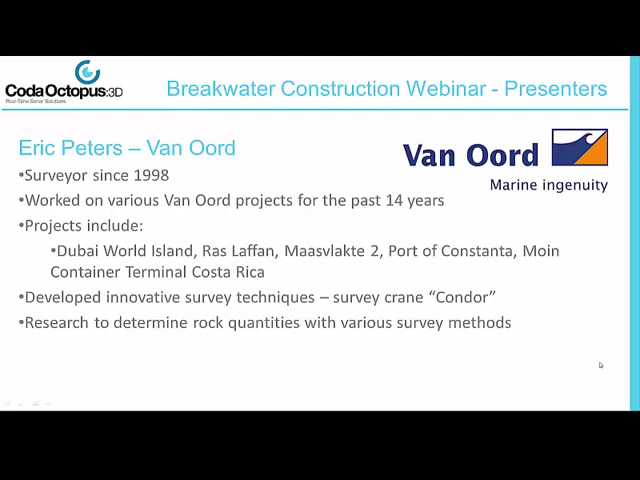 CodaOctopus:3D
Real-Time Sonar Solutions
Breakwater Construction Webinar - Presenters
Eric Peters – Van Oord
Van Oord
Marine ingenuity
•Surveyor since 1998
•Worked on various Van Oord projects for the past 14 years
•Projects include:
•Dubai World Island, Ras Laffan, Maasvlakte 2, Port of Constanta, Moin
Container Terminal Costa Rica
•Developed innovative survey techniques – survey crane “Condor”
•Research to determine rock quantities with various survey methods